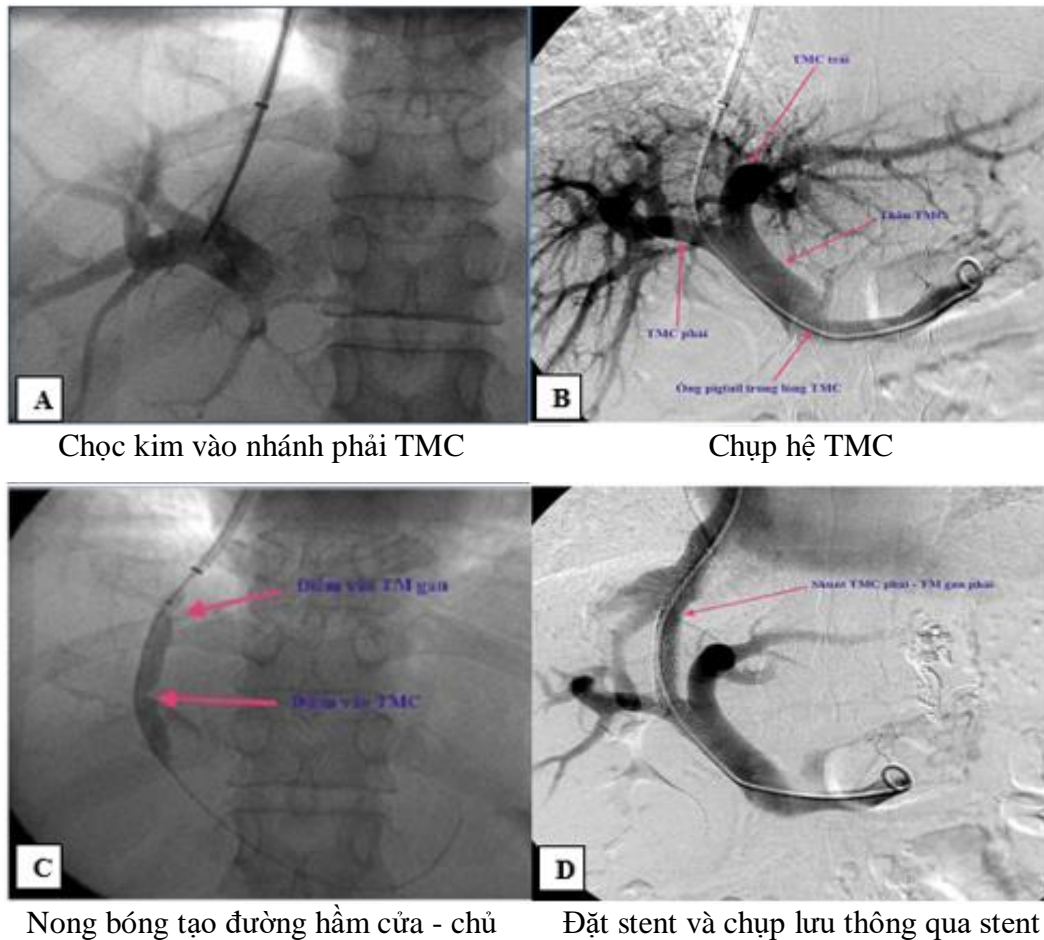 TMC trái
Thân TMC
TMC phải
Ống pigtail trong lòng TMC
A
B
Chọc kim vào nhánh phải TMC
Chụp hệ TMC
Điểm vào TM gan
Điểm vào TMC
Shunt TMC phải - TM gan phải
C
D
Nong bóng tạo đường hầm cửa - chủ
Đặt stent và chụp lưu thông qua stent